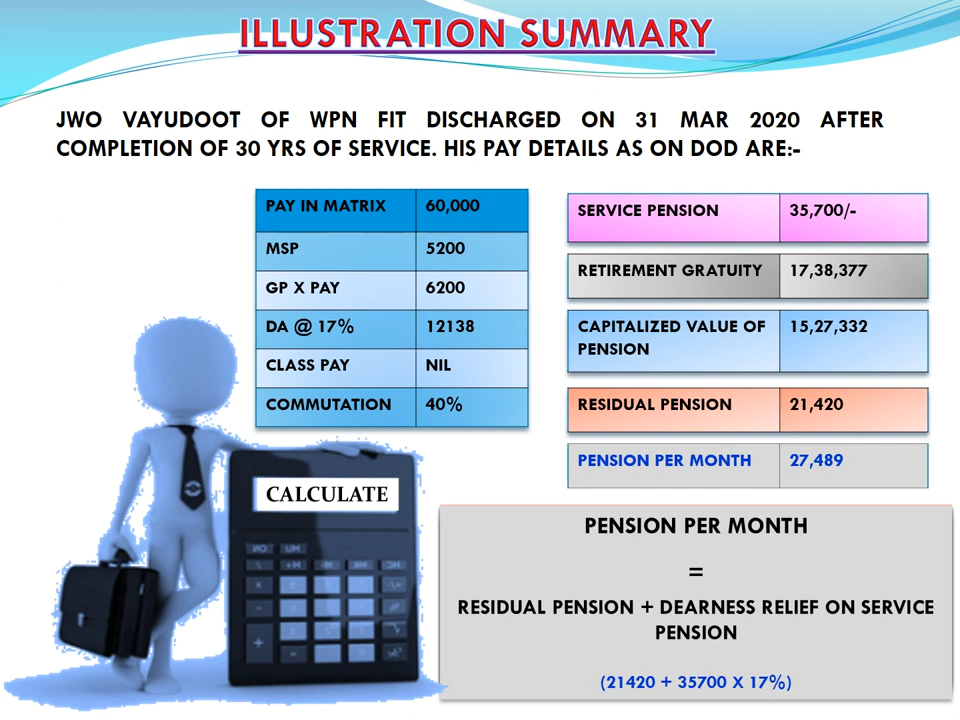 ILLUSTRATION SUMMARY
JWO VAYUDOOT OF WPN FIT DISCHARGED ON 31 MAR 2020 AFTER
COMPLETION OF 30 YRS OF SERVICE. HIS PAY DETAILS AS ON DOD ARE:-
PAY IN MATRIX 60,000
MSP 5200
GP X PAY 6200
DA @ 17% 12138
CLASS PAY NIL
COMMUTATION 40%
SERVICE PENSION 35,700/-
RETIREMENT GRATUITY 17,38,377
CAPITALIZED VALUE OF 15,27,332
PENSION
RESIDUAL PENSION 21,420
PENSION PER MONTH 27,489
CALCULATE
PENSION PER MONTH
=
RESIDUAL PENSION + DEARNESS RELIEF ON SERVICE
PENSION
(21420 + 35700 X 17%)